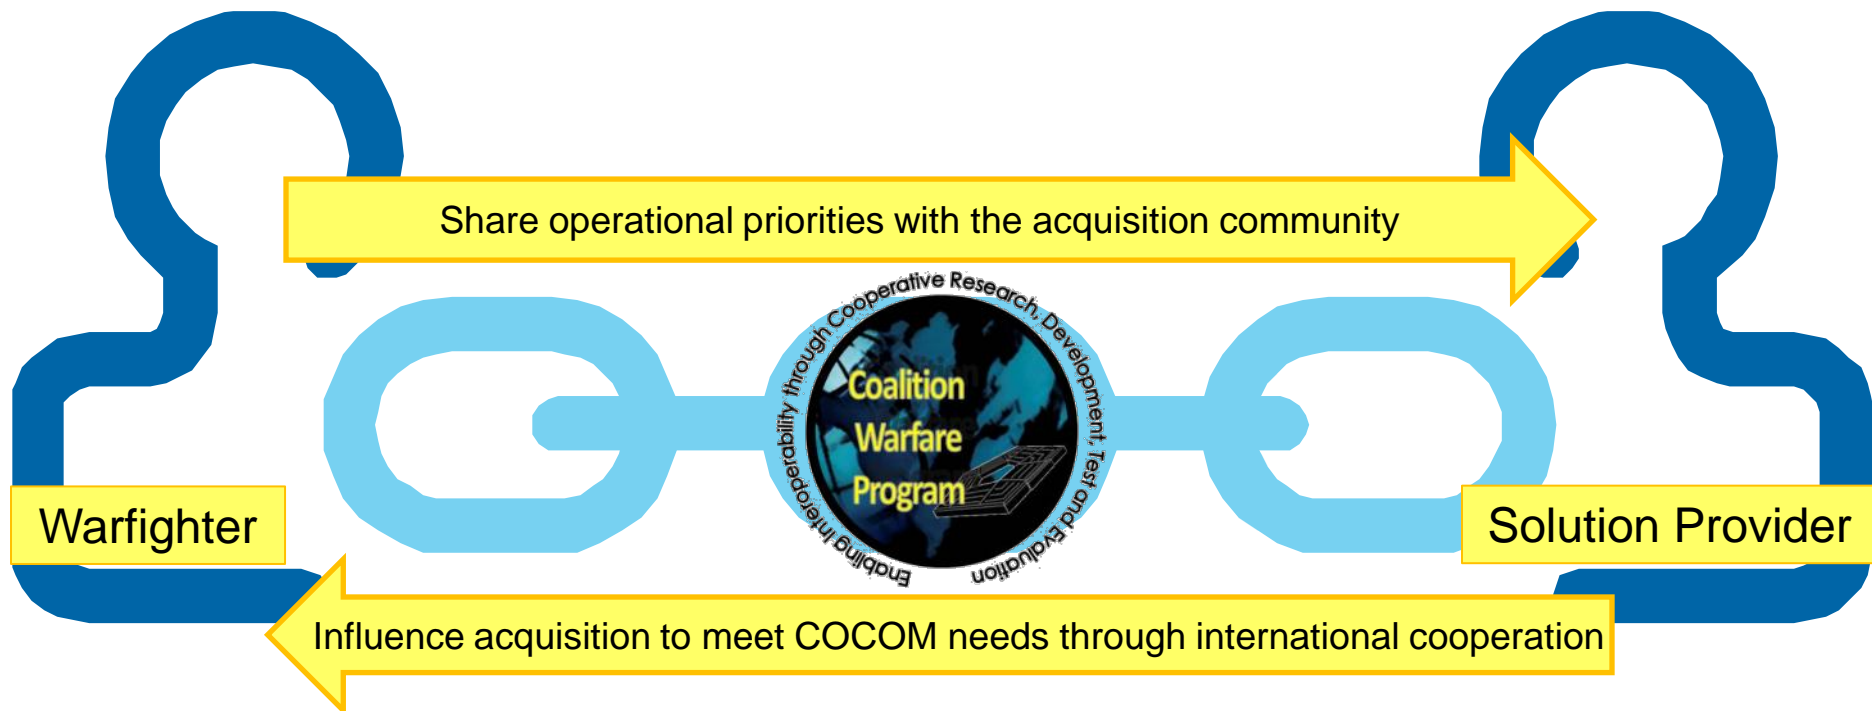 Share operational priorities with the acquisition community
Enabling Interoperability through Cooperative Research, Development, Test and Evaluation
Coalition
Warfare
Program
Warfighter
Solution Provider
Influence acquisition to meet COCOM needs through international cooperation